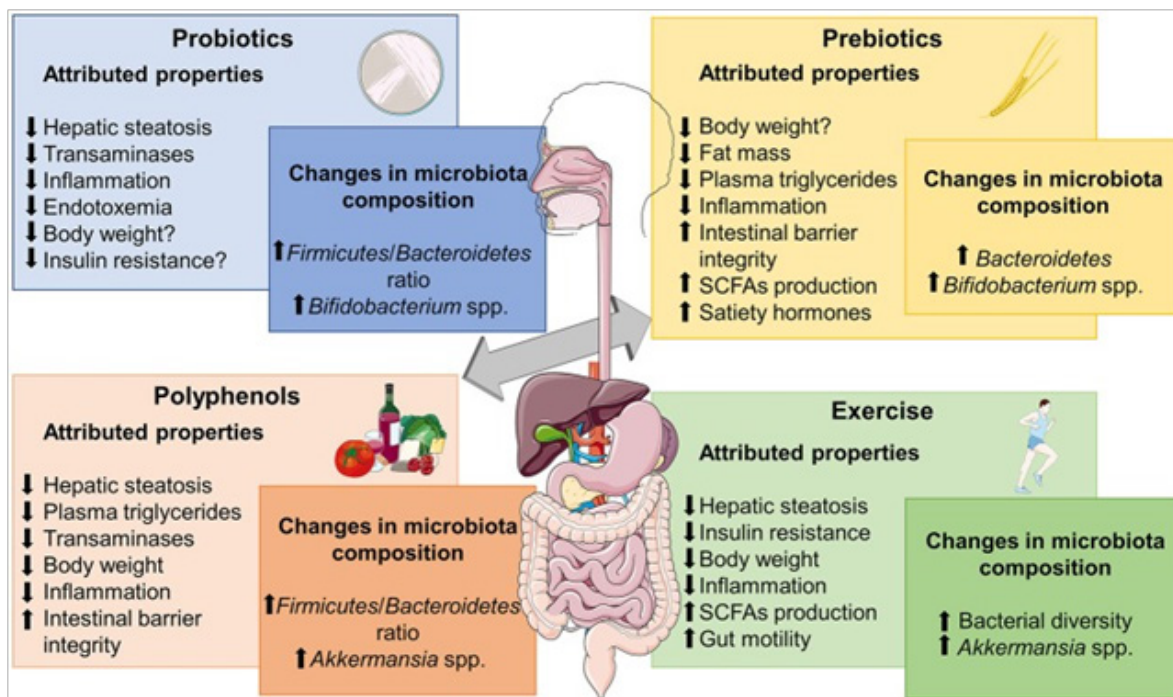 Probiotics
Attributed properties
⬇ Hepatic steatosis
⬇ Transaminases
⬇ Inflammation
⬇ Endotoxemia
⬇ Body weight?
⬇ Insulin resistance?
Changes in microbiota
composition
⬆ Firmicutes/Bacteroidetes
ratio
⬆ Bifidobacterium spp.
Prebiotics
Attributed properties
⬇ Body weight?
⬇ Fat mass
⬇ Plasma triglycerides
⬇ Inflammation
⬆ Intestinal barrier
integrity
⬆ SCFAs production
⬆ Satiety hormones
Changes in microbiota
composition
⬆ Bacteroidetes
⬆ Bifidobacterium spp.
Polyphenols
Attributed properties
⬇ Hepatic steatosis
⬇ Plasma triglycerides
⬇ Transaminases
⬇ Body weight
⬇ Inflammation
⬆ Intestinal barrier
integrity
Changes in microbiota
composition
⬆ Firmicutes/Bacteroidetes
ratio
⬆ Akkermansia spp.
Exercise
Attributed properties
⬇ Hepatic steatosis
⬇ Insulin resistance
⬇ Body weight
⬇ Inflammation
⬆ SCFAs production
⬆ Gut motility
Changes in microbiota
composition
⬆ Bacterial diversity
⬆ Akkermansia spp.